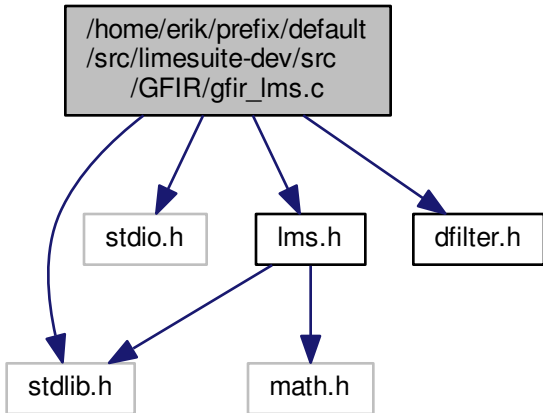 /home/erik/prefix/default
/src/limesuite-dev/src
/GFIR/gfir_lms.c
stdio.h
lms.h
dfilter.h
stdlib.h
math.h